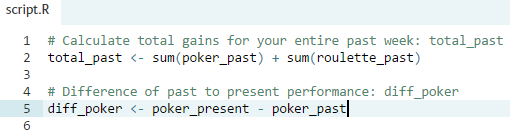 script.R
1 # Calculate total gains for your entire past week: total_past
2 total_past <- sum(poker_past) + sum(roulette_past)
3
4 # Difference of past to present performance: diff_poker
5 diff_poker <- poker_present - poker_past
6